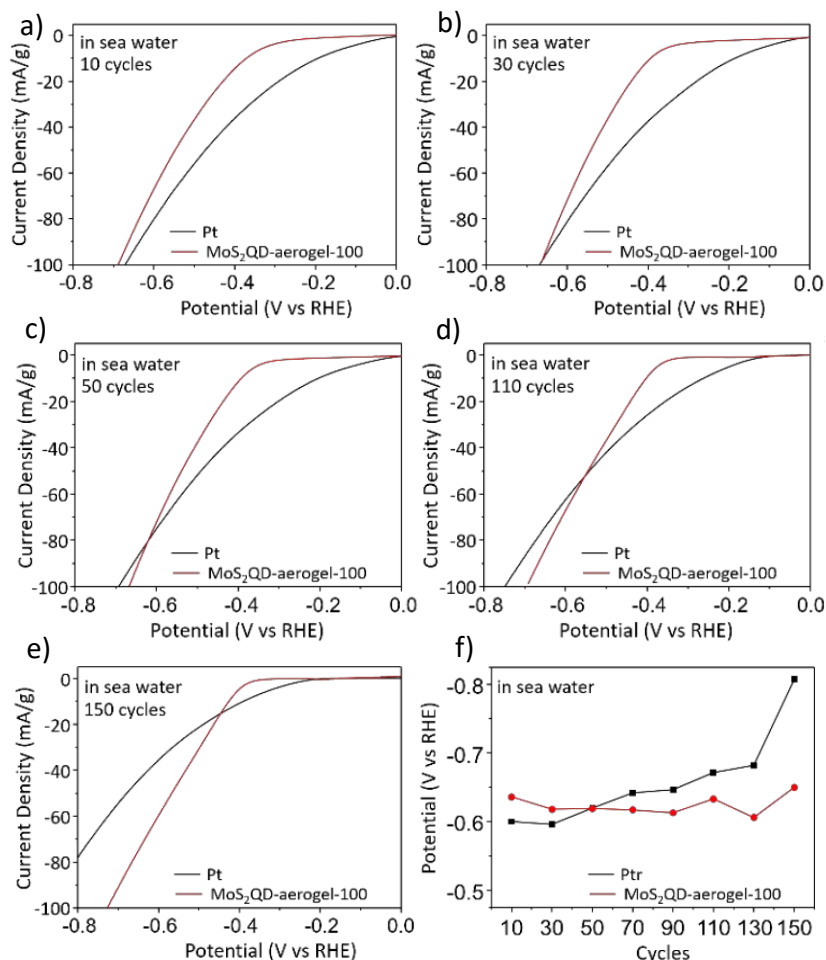 a)
in sea water
10 cycles
0
-20
-40
-60
-80
-100
Current Density (mA/g)
Pt
MoS₂QD-aerogel-100
-0.8
-0.6
-0.4
-0.2
0.0
Potential (V vs RHE)
b)
in sea water
30 cycles
0
-20
-40
-60
-80
-100
Current Density (mA/g)
Pt
MoS₂QD-aerogel-100
-0.8
-0.6
-0.4
-0.2
0.0
Potential (V vs RHE)
c)
in sea water
50 cycles
0
-20
-40
-60
-80
-100
Current Density (mA/g)
Pt
MoS₂QD-aerogel-100
-0.8
-0.6
-0.4
-0.2
0.0
Potential (V vs RHE)
d)
in sea water
110 cycles
0
-20
-40
-60
-80
-100
Current Density (mA/g)
Pt
MoS₂QD-aerogel-100
-0.8
-0.6
-0.4
-0.2
0.0
Potential (V vs RHE)
e)
in sea water
150 cycles
0
-20
-40
-60
-80
-100
Current Density (mA/g)
Pt
MoS₂QD-aerogel-100
-0.8
-0.6
-0.4
-0.2
0.0
Potential (V vs RHE)
f)
in sea water
-0.8
-0.7
-0.6
-0.5
Potential (V vs RHE)
Ptr
MoS₂QD-aerogel-100
10 30 50 70 90 110 130 150
Cycles